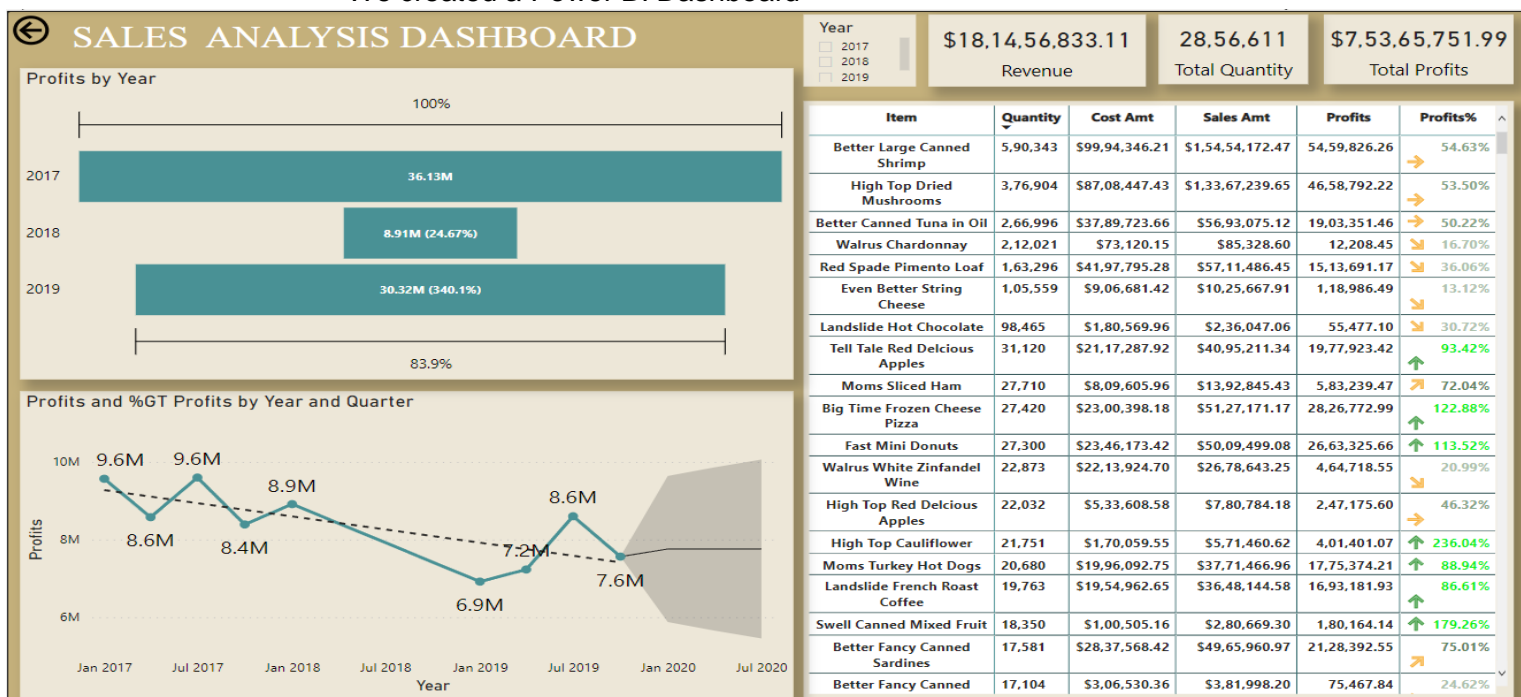 SALES ANALYSIS DASHBOARD
Year
2017
2018
2019
$18,14,56,833.11
Revenue
28,56,611
Total Quantity
$7,53,65,751.99
Total Profits
Profits by Year
100%
2017
36.13M
2018
8.91M (24.67%)
2019
30.32M (340.1%)
83.9%
Profits and %GT Profits by Year and Quarter
Profits
10M
8M
6M
9.6M
8.6M
9.6M
8.4M
8.9M
6.9M
7.2M
8.6M
7.6M
Jan 2017 Jul 2017 Jan 2018 Jul 2018 Jan 2019 Jul 2019 Jan 2020 Jul 2020
Year
Item Quantity Cost Amt Sales Amt Profits Profits%
Better Large Canned 5,90,343 $99,94,346.21 $1,54,54,172.47 54,59,826.26 54.63%
Shrimp
High Top Dried 3,76,904 $87,08,447.43 $1,33,67,239.65 46,58,792.22 53.50%
Mushrooms
Better Canned Tuna in Oil 2,66,996 $37,89,723.66 $56,93,075.12 19,03,351.46 50.22%
Walrus Chardonnay 2,12,021 $73,120.15 $85,328.60 12,208.45 16.70%
Red Spade Pimento Loaf 1,63,296 $41,97,795.28 $57,11,486.45 15,13,691.17 36.06%
Even Better String 1,05,559 $9,06,681.42 $10,25,667.91 1,18,986.49 13.12%
Cheese
Landslide Hot Chocolate 98,465 $1,80,569.96 $2,36,047.06 55,477.10 30.72%
Tell Tale Red Delcious 31,120 $21,17,287.92 $40,95,211.34 19,77,923.42 93.42%
Apples
Moms Sliced Ham 27,710 $8,09,605.96 $13,92,845.43 5,83,239.47 72.04%
Big Time Frozen Cheese 27,420 $23,00,398.18 $51,27,171.17 28,26,772.99 122.88%
Pizza
Fast Mini Donuts 27,300 $23,46,173.42 $50,09,499.08 26,63,325.66 113.52%
Walrus White Zinfandel 22,873 $22,13,924.70 $26,78,643.25 4,64,718.55 20.99%
Wine
High Top Red Delcious 22,032 $5,33,608.58 $7,80,784.18 2,47,175.60 46.32%
Apples
High Top Cauliflower 21,751 $1,70,059.55 $5,71,460.62 4,01,401.07 236.04%
Moms Turkey Hot Dogs 20,680 $19,96,092.75 $37,71,466.96 17,75,374.21 88.94%
Landslide French Roast 19,763 $19,54,962.65 $36,48,144.58 16,93,181.93 86.61%
Coffee
Swell Canned Mixed Fruit 18,350 $1,00,505.16 $2,80,669.30 1,80,164.14 179.26%
Better Fancy Canned 17,581 $28,37,568.42 $49,65,960.97 21,28,392.55 75.01%
Sardines
Better Fancy Canned 17,104 $3,06,530.36 $3,81,998.20 75,467.84 24.62%